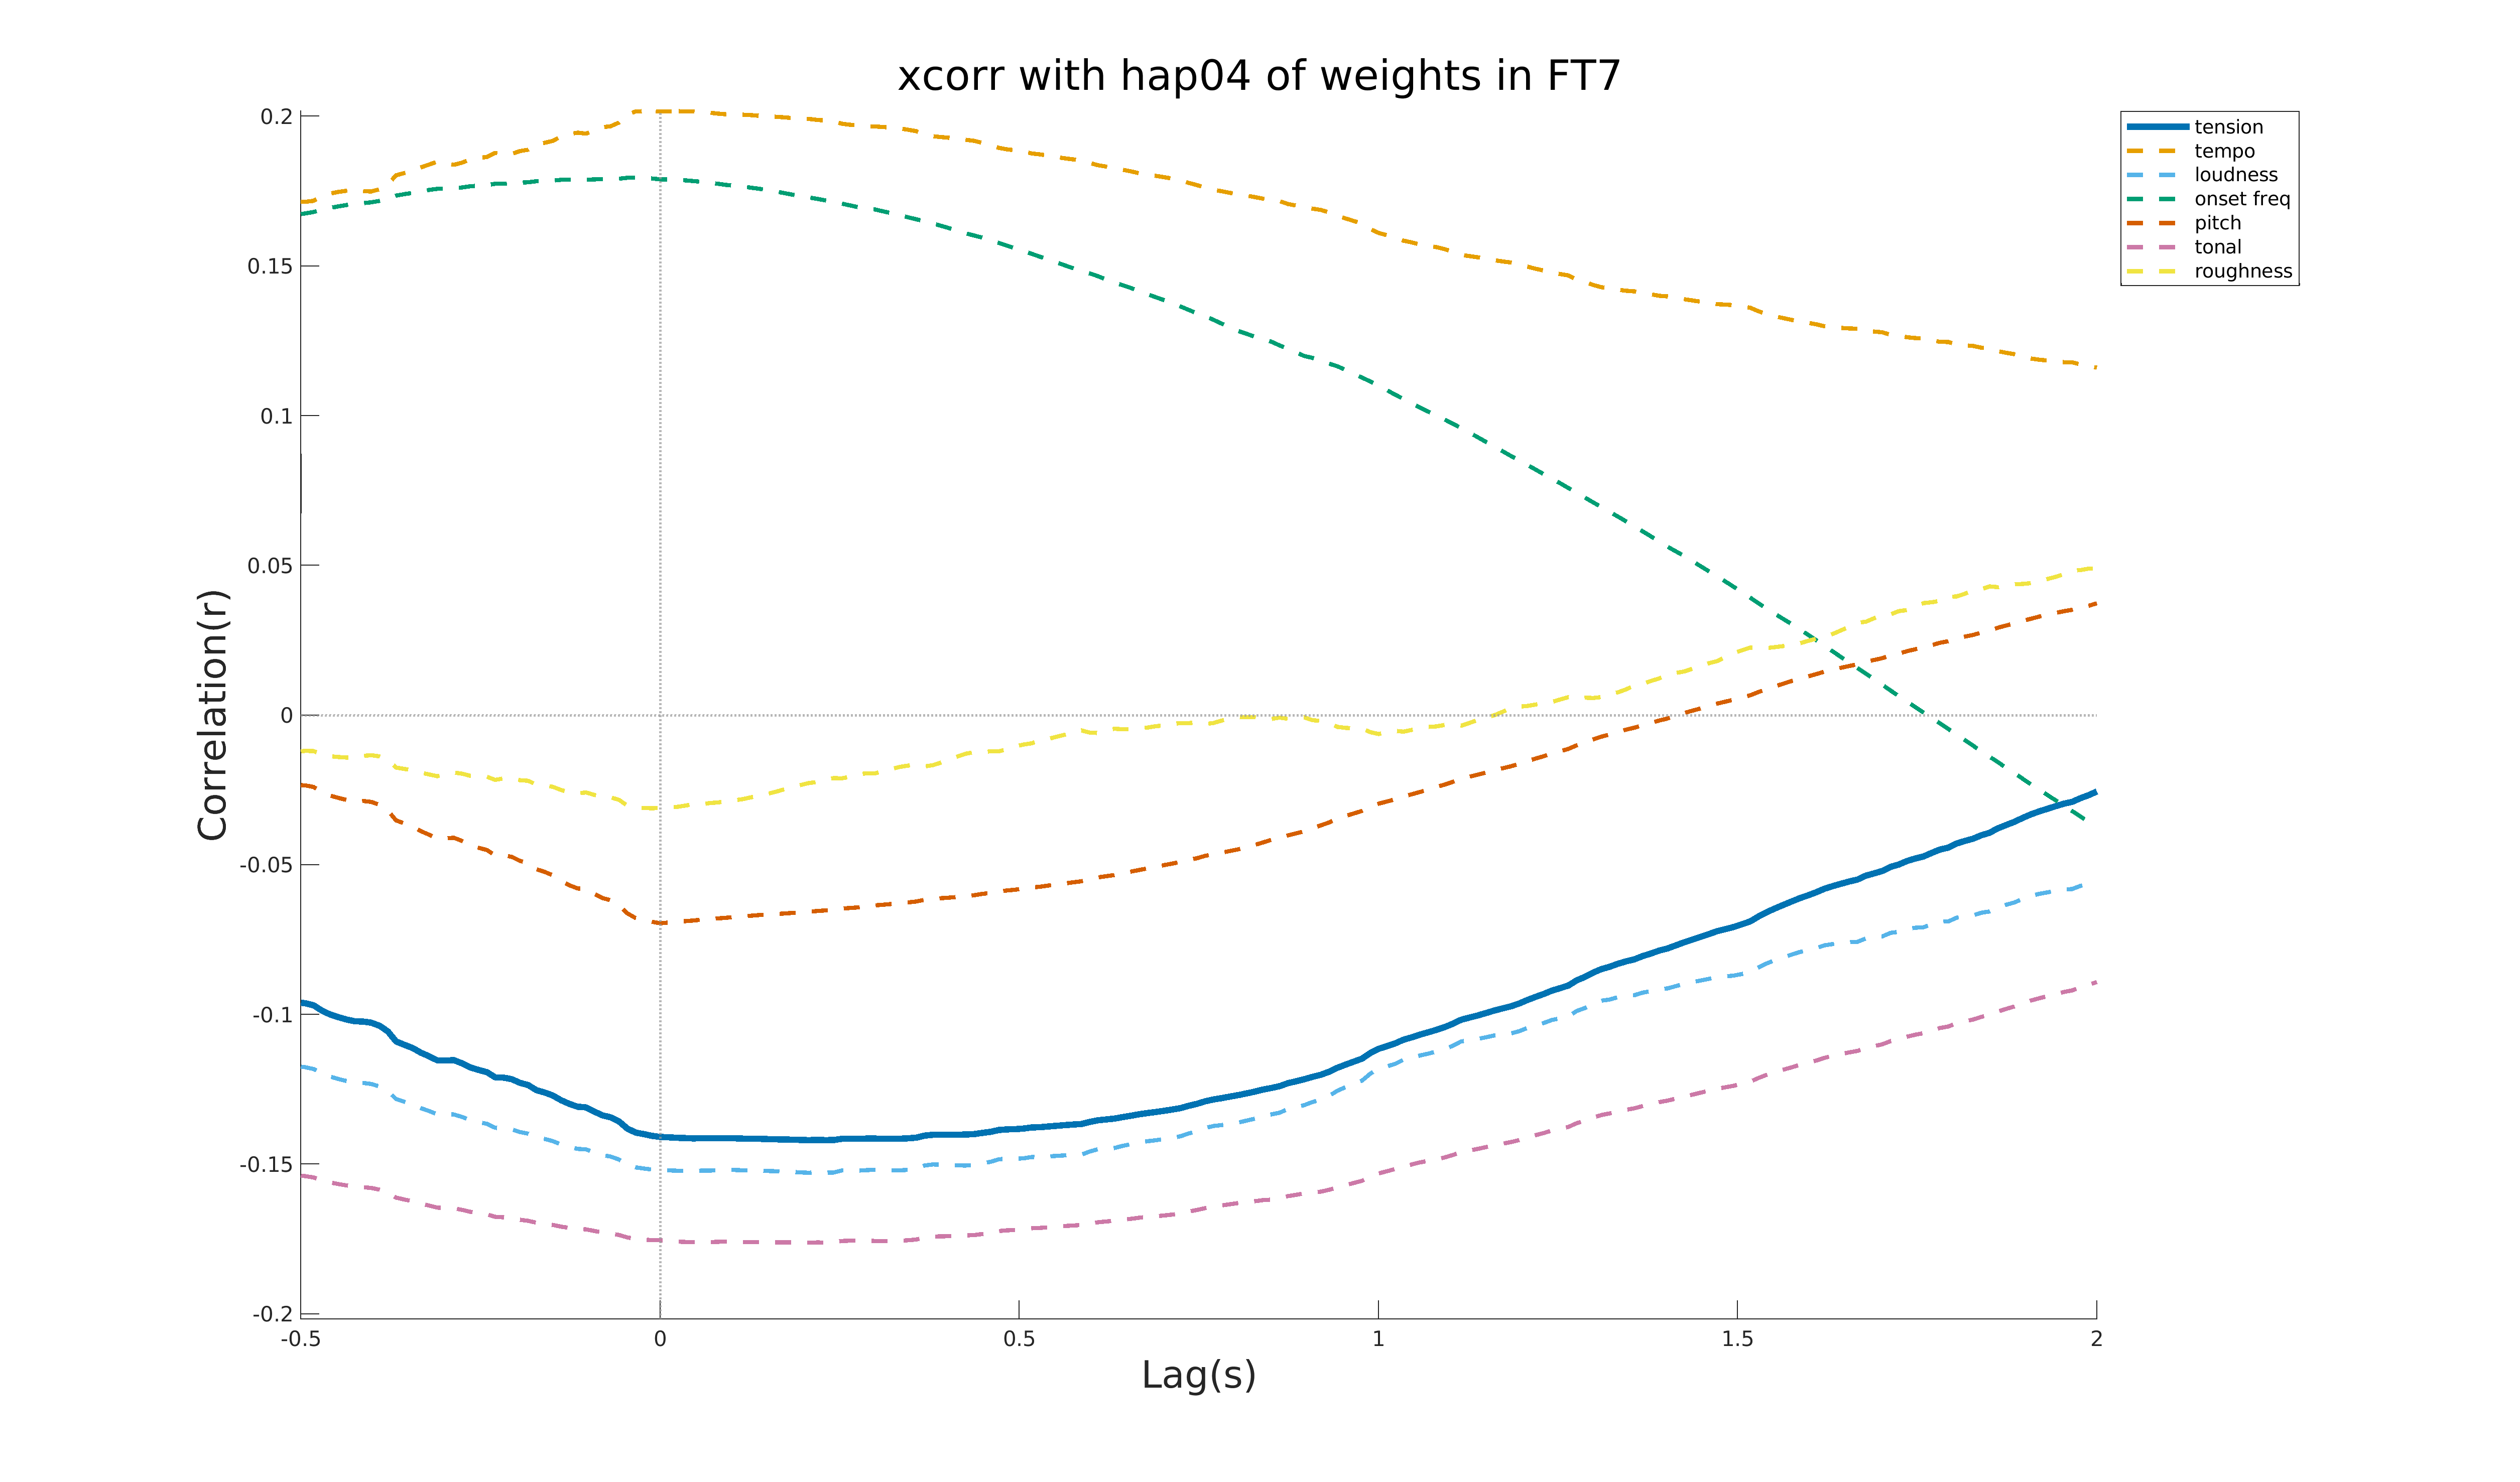 xcorr with hap04 of weights in FT7
tension
tempo
loudness
onset freq
pitch
tonal
roughness
Correlation(r)
0.2
0.15
0.1
0.05
0
-0.05
-0.1
-0.15
-0.2
-0.5 0 0.5 1 1.5 2
Lag(s)